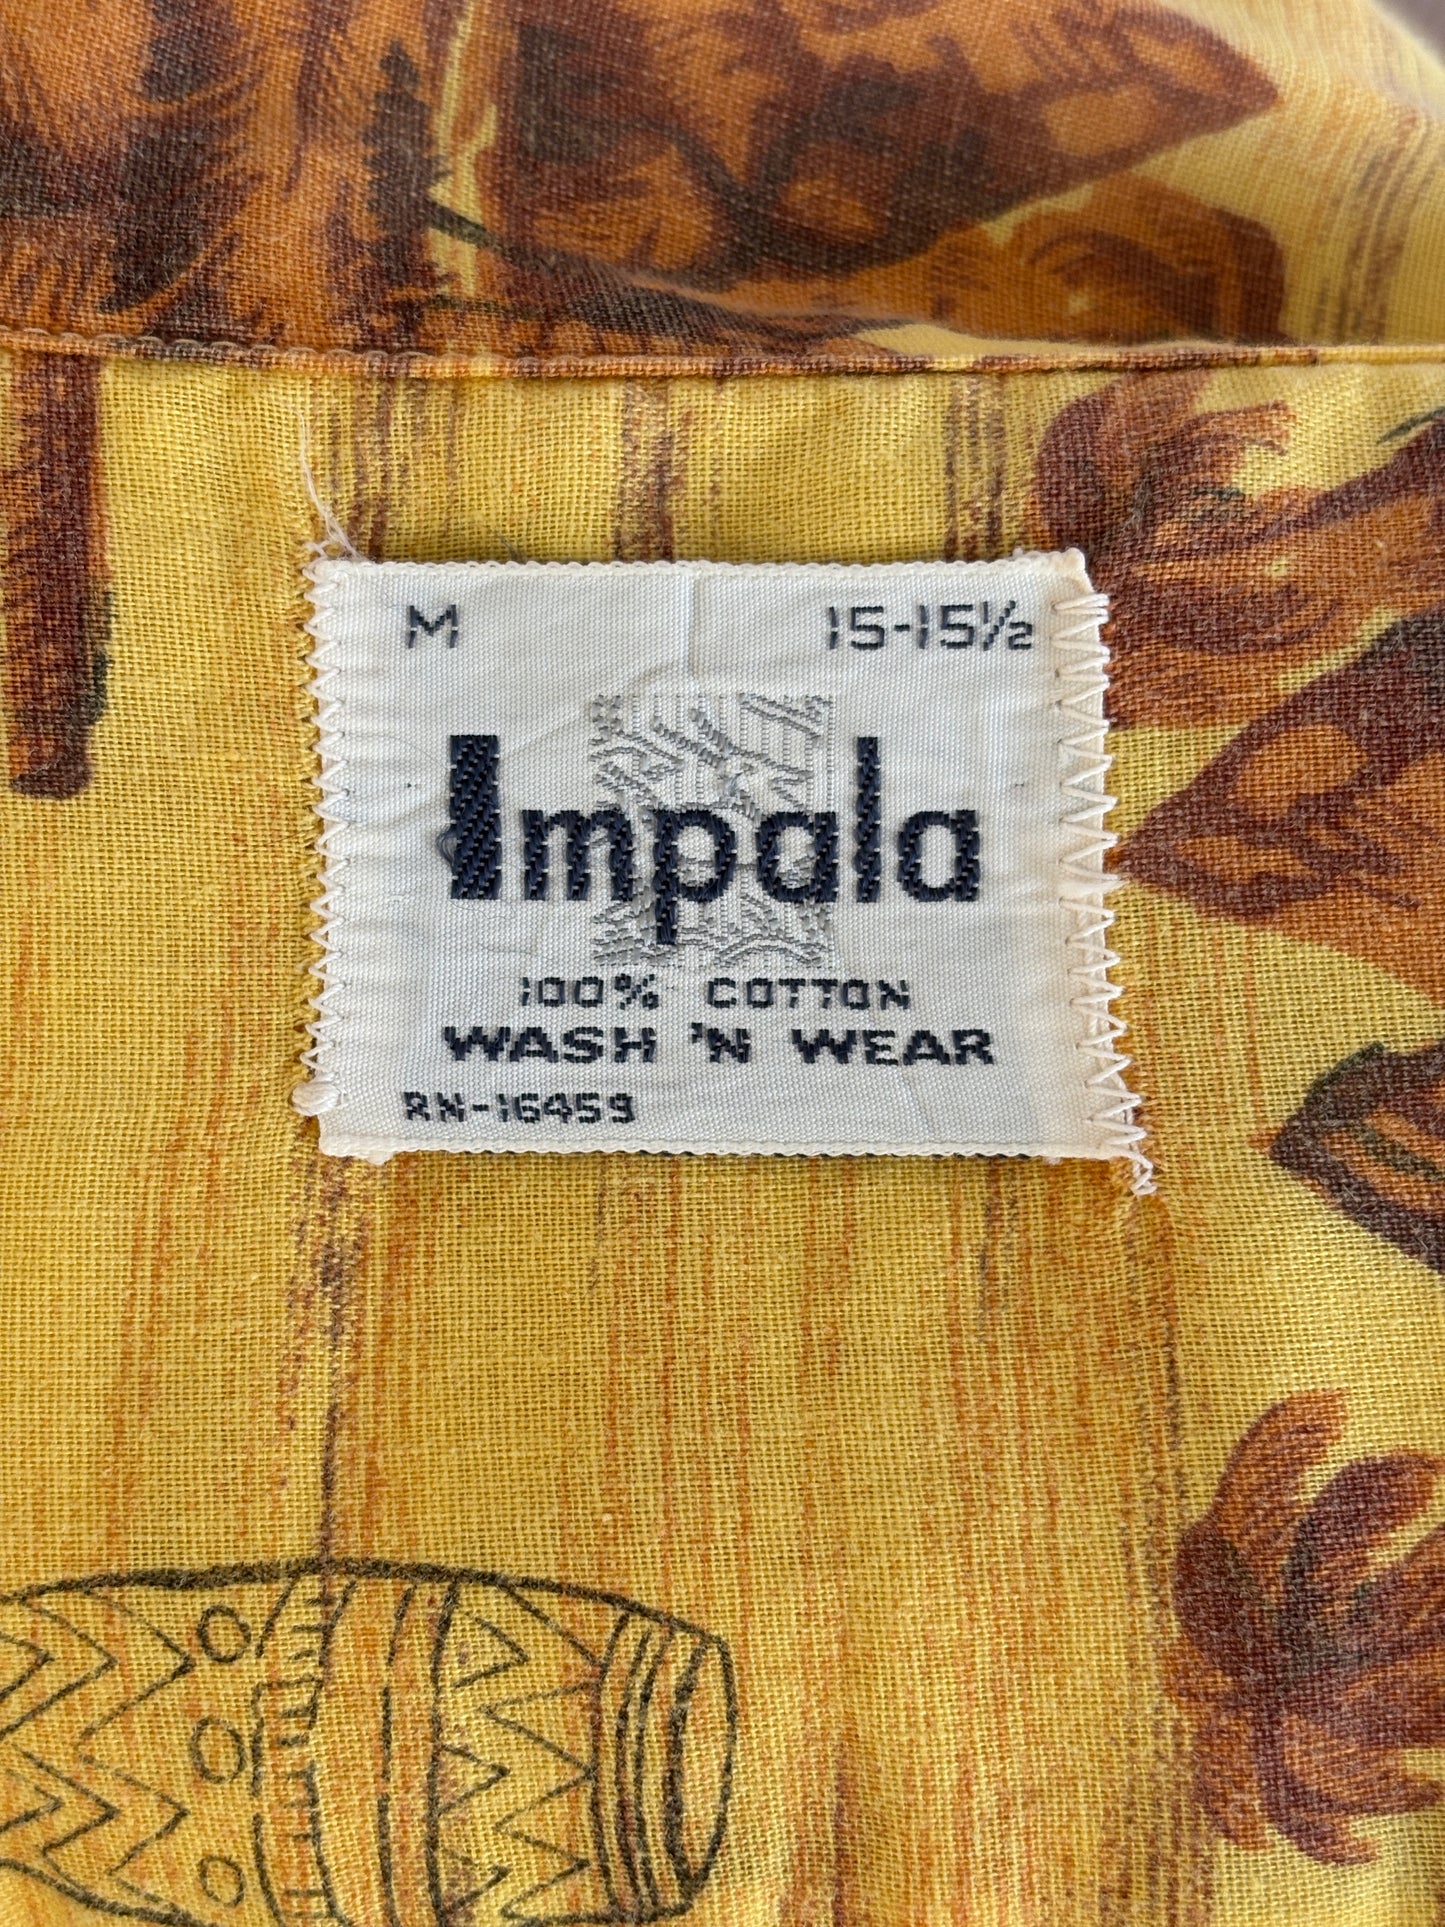 M 15-15½
Impala
100% COTTON
WASH 'N WEAR
RN-16459